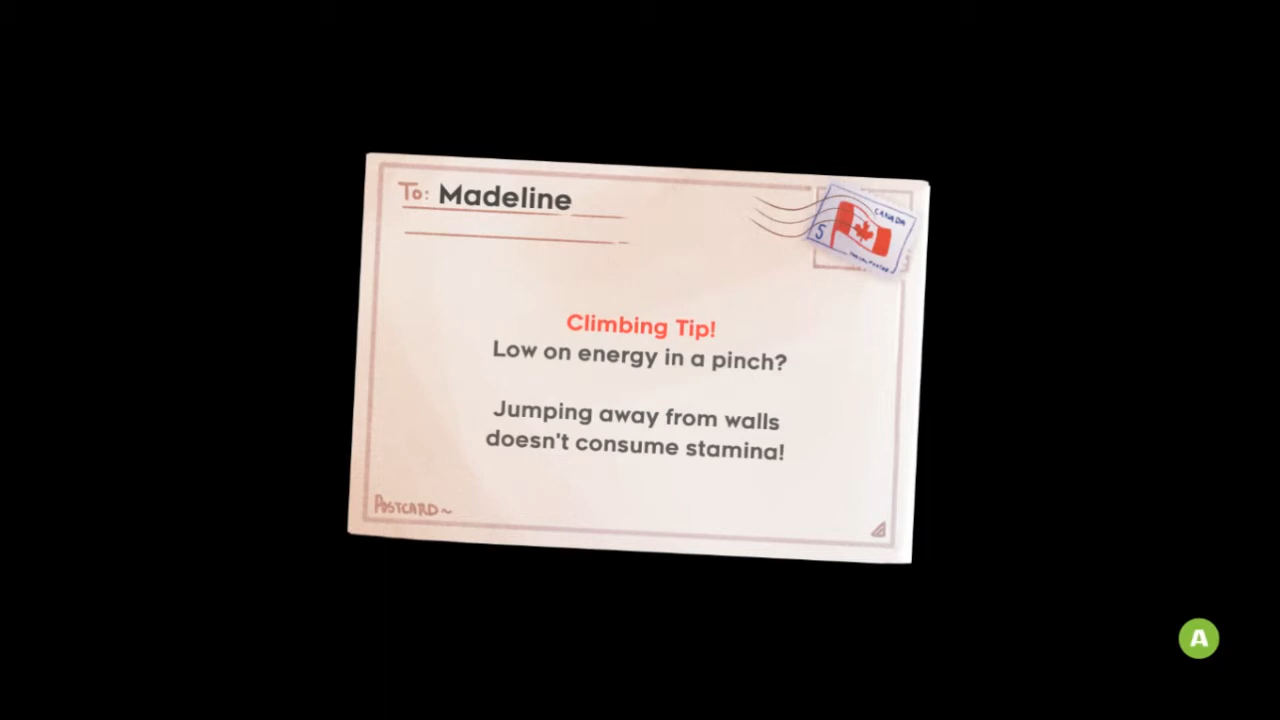 To: Madeline
CANADA
5
Climbing Tip!
Low on energy in a pinch?
Jumping away from walls
doesn't consume stamina!
POSTCARD~
A